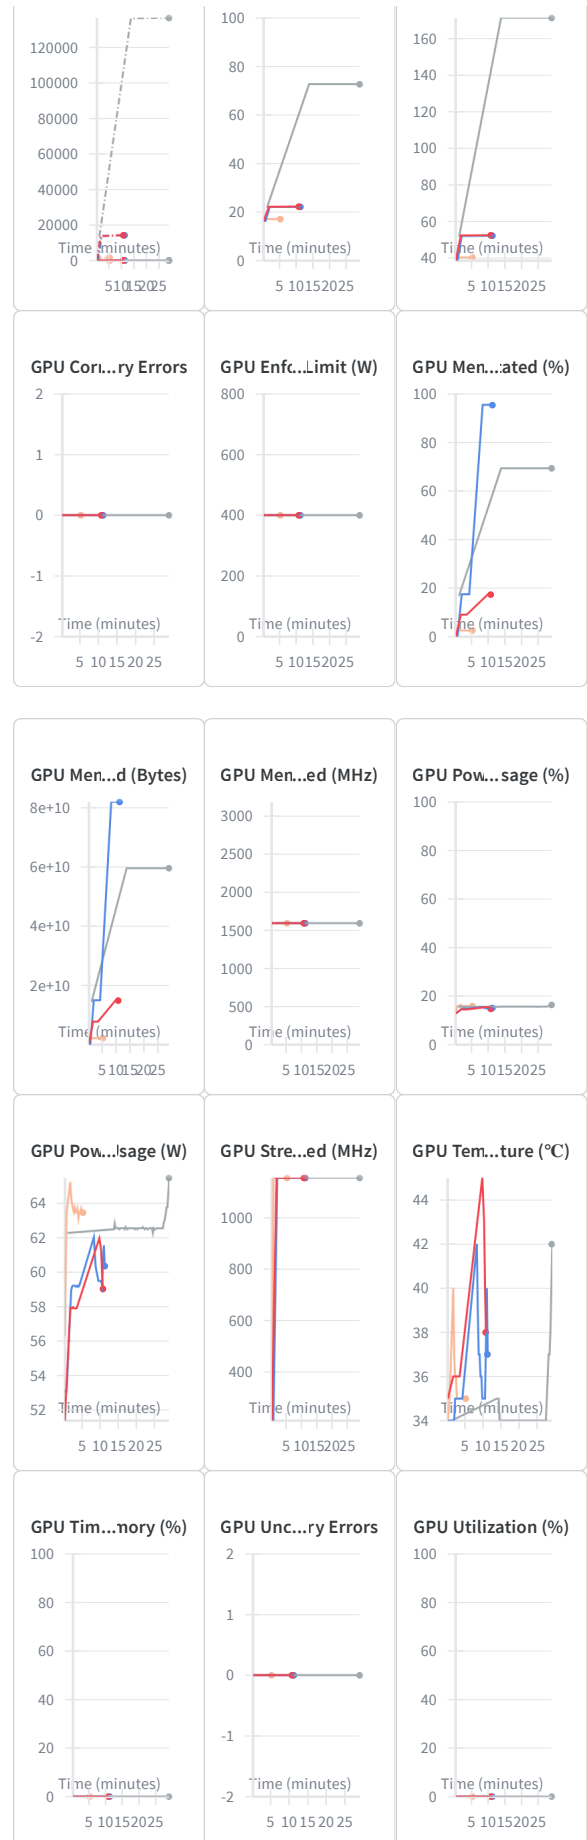 120000
100000
80000
60000
40000
20000
0
Time (minutes)
5 10 15 20 25
100
80
60
40
20
0
Time (minutes)
5 10 15 20 25
160
140
120
100
80
60
40
Time (minutes)
5 10 15 20 25
GPU Corr...ry Errors
2
1
0
-1
-2
Time (minutes)
5 10 15 20 25
GPU Enfo...Limit (W)
800
600
400
200
0
Time (minutes)
5 10 15 20 25
GPU Mem...cated (%)
100
80
60
40
20
0
Time (minutes)
5 10 15 20 25
GPU Mem...d (Bytes)
8e+10
6e+10
4e+10
2e+10
Time (minutes)
5 10 15 20 25
GPU Mem...ed (MHz)
3000
2500
2000
1500
1000
500
0
Time (minutes)
5 10 15 20 25
GPU Pow...sage (%)
100
80
60
40
20
0
Time (minutes)
5 10 15 20 25
GPU Pow...Usage (W)
64
62
60
58
56
54
52
Time (minutes)
5 10 15 20 25
GPU Stre...ed (MHz)
1000
800
600
400
Time (minutes)
5 10 15 20 25
GPU Tem...ture (℃)
44
42
40
38
36
34
Time (minutes)
5 10 15 20 25
GPU Tim...mory (%)
100
80
60
40
20
0
Time (minutes)
5 10 15 20 25
GPU Unc...ry Errors
2
1
0
-1
-2
Time (minutes)
5 10 15 20 25
GPU Utilization (%)
100
80
60
40
20
0
Time (minutes)
5 10 15 20 25